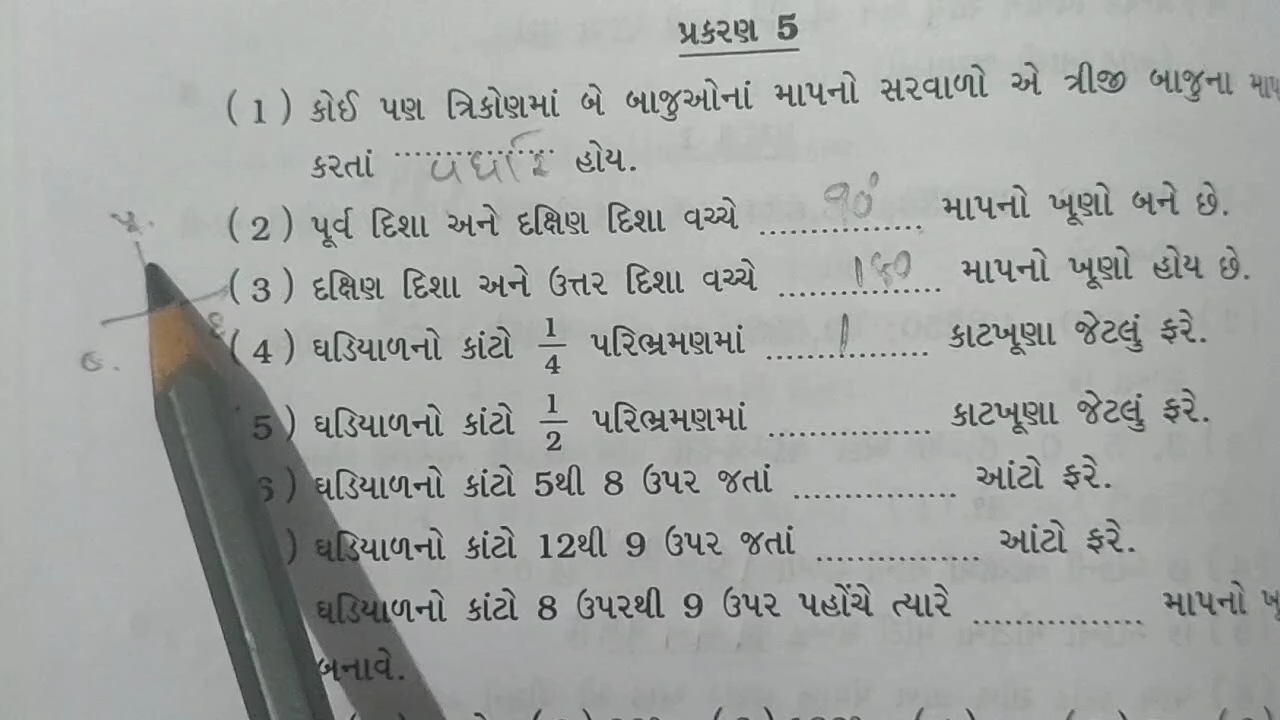 પ્રકરણ 5
(1) કોઈ પણ ત્રિકોણમાં બે બાજુઓનાં માપનો સરવાળો એ ત્રીજી બાજુના માપ
કરતાં .................. હોય.
(2) પૂર્વ દિશા અને દક્ષિણ દિશા વચ્ચે 90° માપનો ખૂણો બને છે.
(3) દક્ષિણ દિશા અને ઉત્તર દિશા વચ્ચે 180 માપનો ખૂણો હોય છે.
(4) ઘડિયાળનો કાંટો 1/4 પરિભ્રમણમાં 1 કાટખૂણા જેટલું ફરે.
5) ઘડિયાળનો કાંટો 1/2 પરિભ્રમણમાં ................ કાટખૂણા જેટલું ફરે.
) ઘડિયાળનો કાંટો 5થી 8 ઉપર જતાં ................ આંટો ફરે.
) ઘડિયાળનો કાંટો 12થી 9 ઉપર જતાં ................ આંટો ફરે.
ઘડિયાળનો કાંટો 8 ઉપરથી 9 ઉપર પહોંચે ત્યારે ................ માપનો
બનાવે.